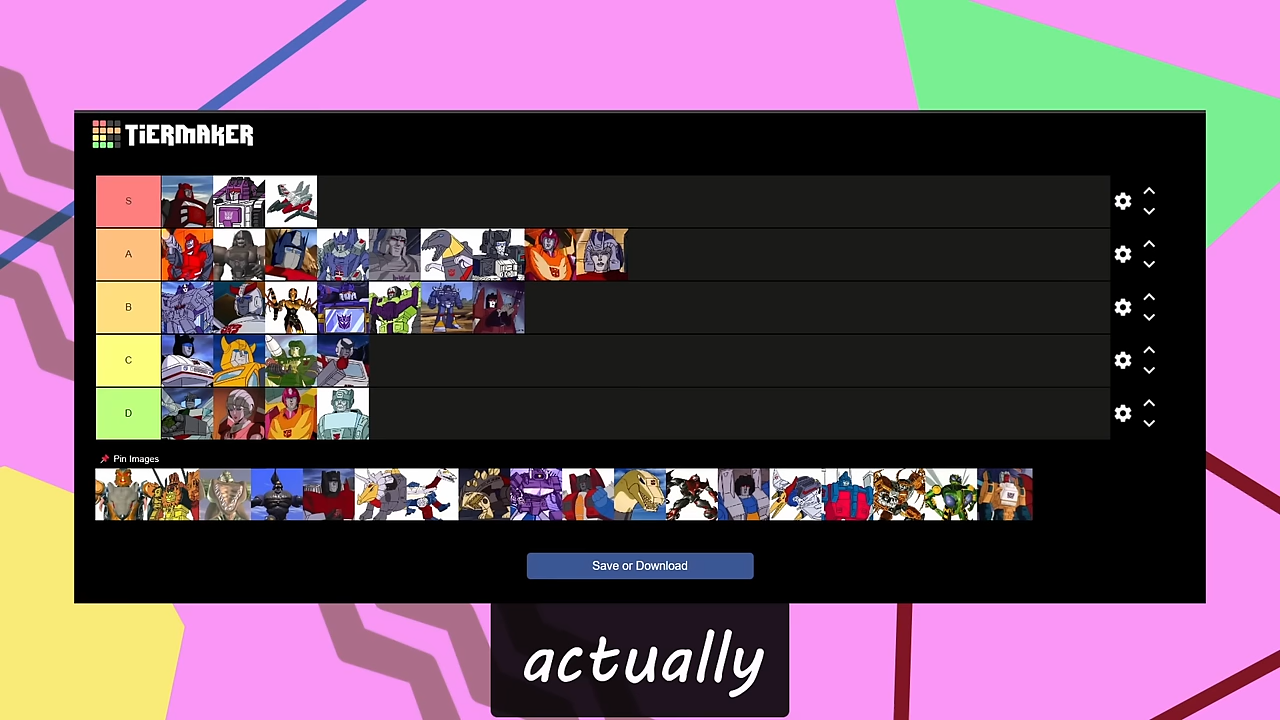 TiERMAKER
S
A
B
C
D
Pin Images
Save or Download
actually